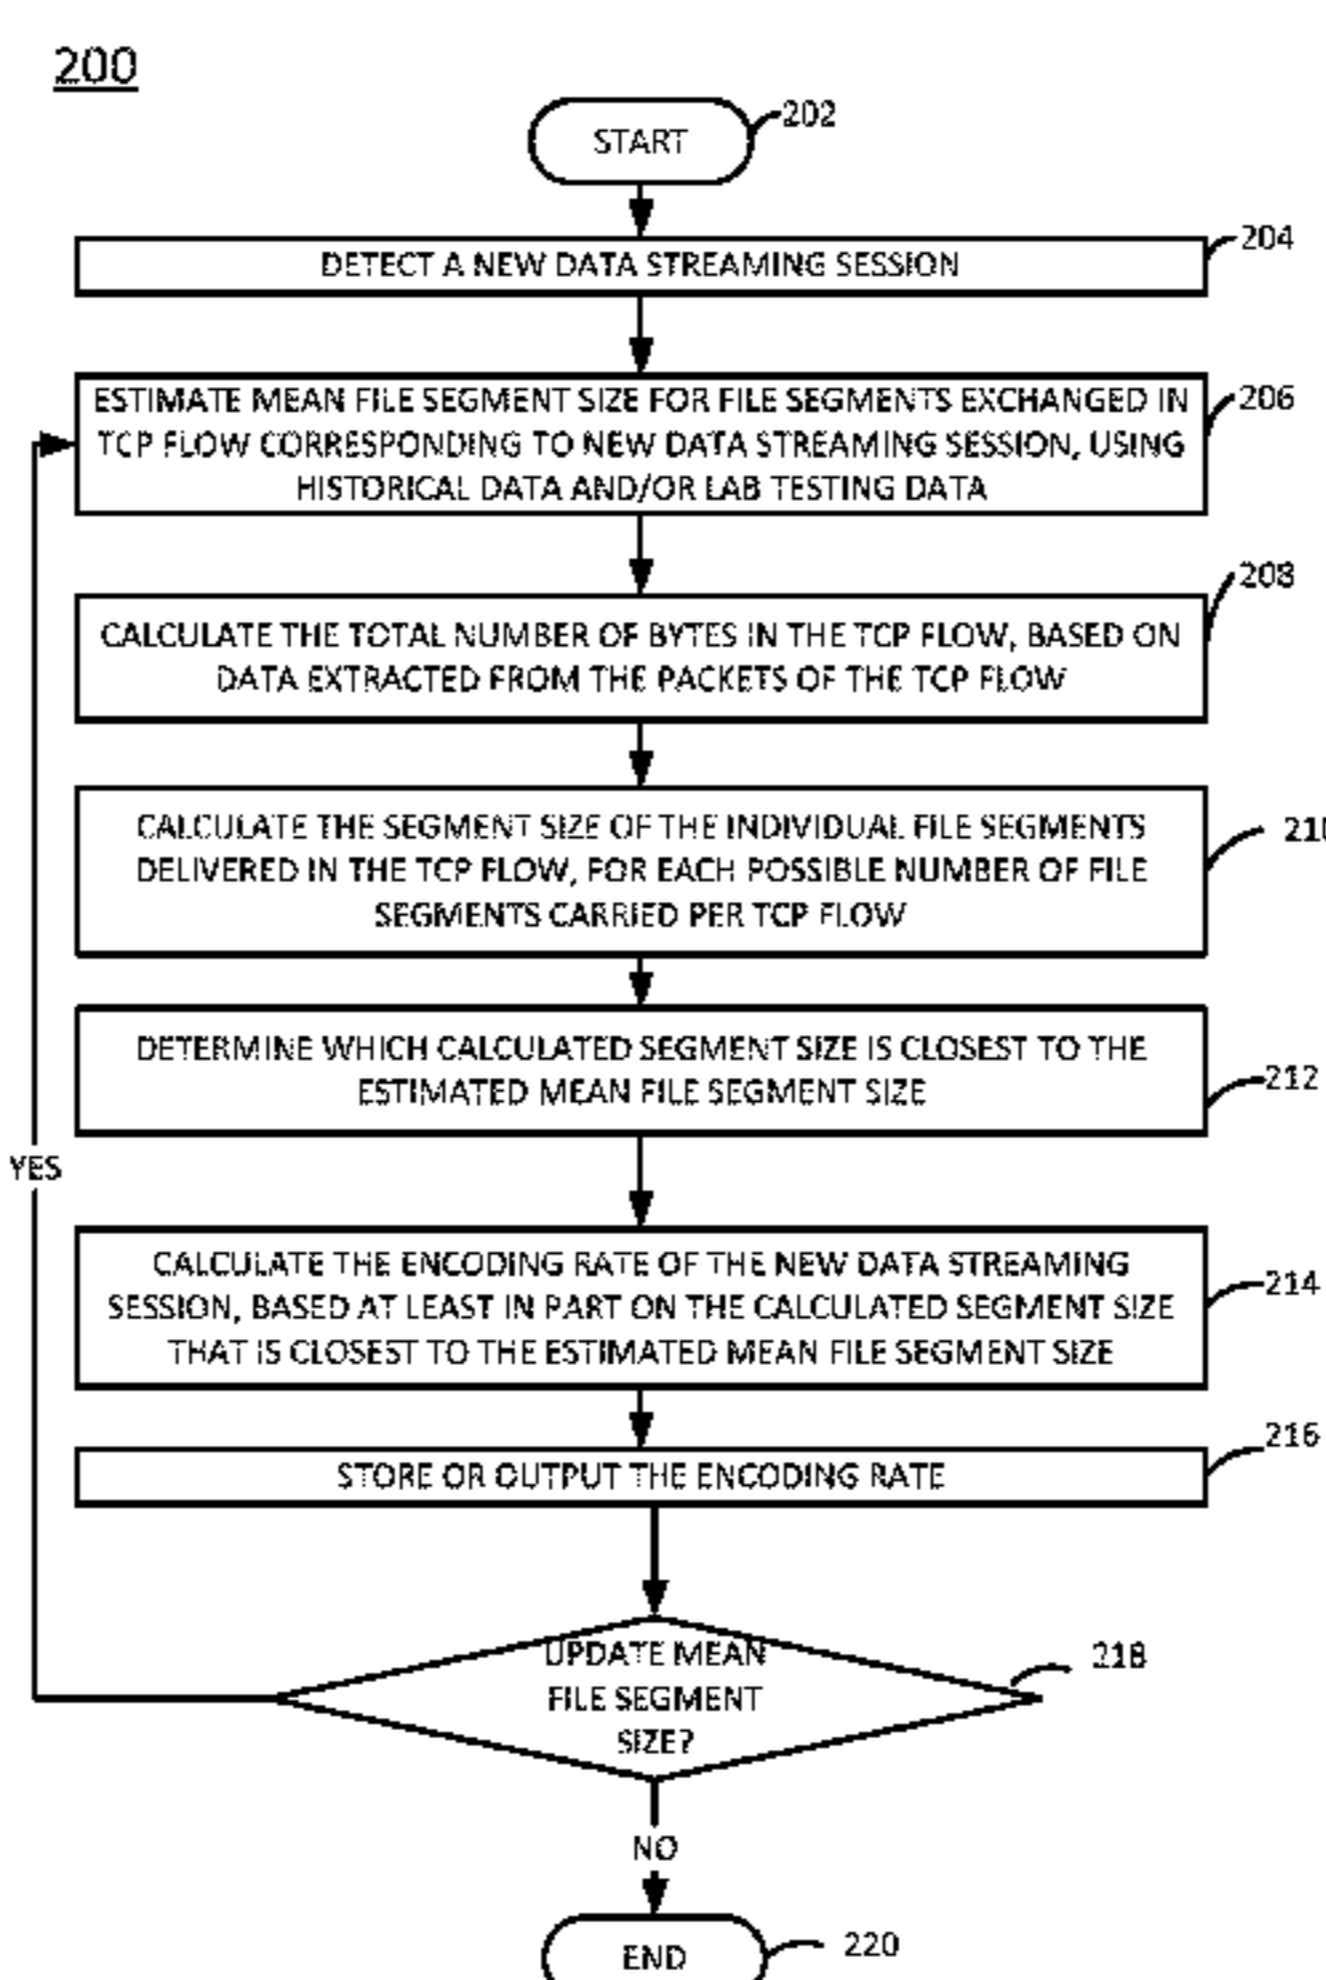 200
START
202
DETECT A NEW DATA STREAMING SESSION
204
ESTIMATE MEAN FILE SEGMENT SIZE FOR FILE SEGMENTS EXCHANGED IN
TCP FLOW CORRESPONDING TO NEW DATA STREAMING SESSION, USING
HISTORICAL DATA AND/OR LAB TESTING DATA
206
CALCULATE THE TOTAL NUMBER OF BYTES IN THE TCP FLOW, BASED ON
DATA EXTRACTED FROM THE PACKETS OF THE TCP FLOW
208
CALCULATE THE SEGMENT SIZE OF THE INDIVIDUAL FILE SEGMENTS
DELIVERED IN THE TCP FLOW, FOR EACH POSSIBLE NUMBER OF FILE
SEGMENTS CARRIED PER TCP FLOW
210
DETERMINE WHICH CALCULATED SEGMENT SIZE IS CLOSEST TO THE
ESTIMATED MEAN FILE SEGMENT SIZE
212
YES
CALCULATE THE ENCODING RATE OF THE NEW DATA STREAMING
SESSION, BASED AT LEAST IN PART ON THE CALCULATED SEGMENT SIZE
THAT IS CLOSEST TO THE ESTIMATED MEAN FILE SEGMENT SIZE
214
STORE OR OUTPUT THE ENCODING RATE
216
UPDATE MEAN
FILE SEGMENT
SIZE?
218
NO
END
220